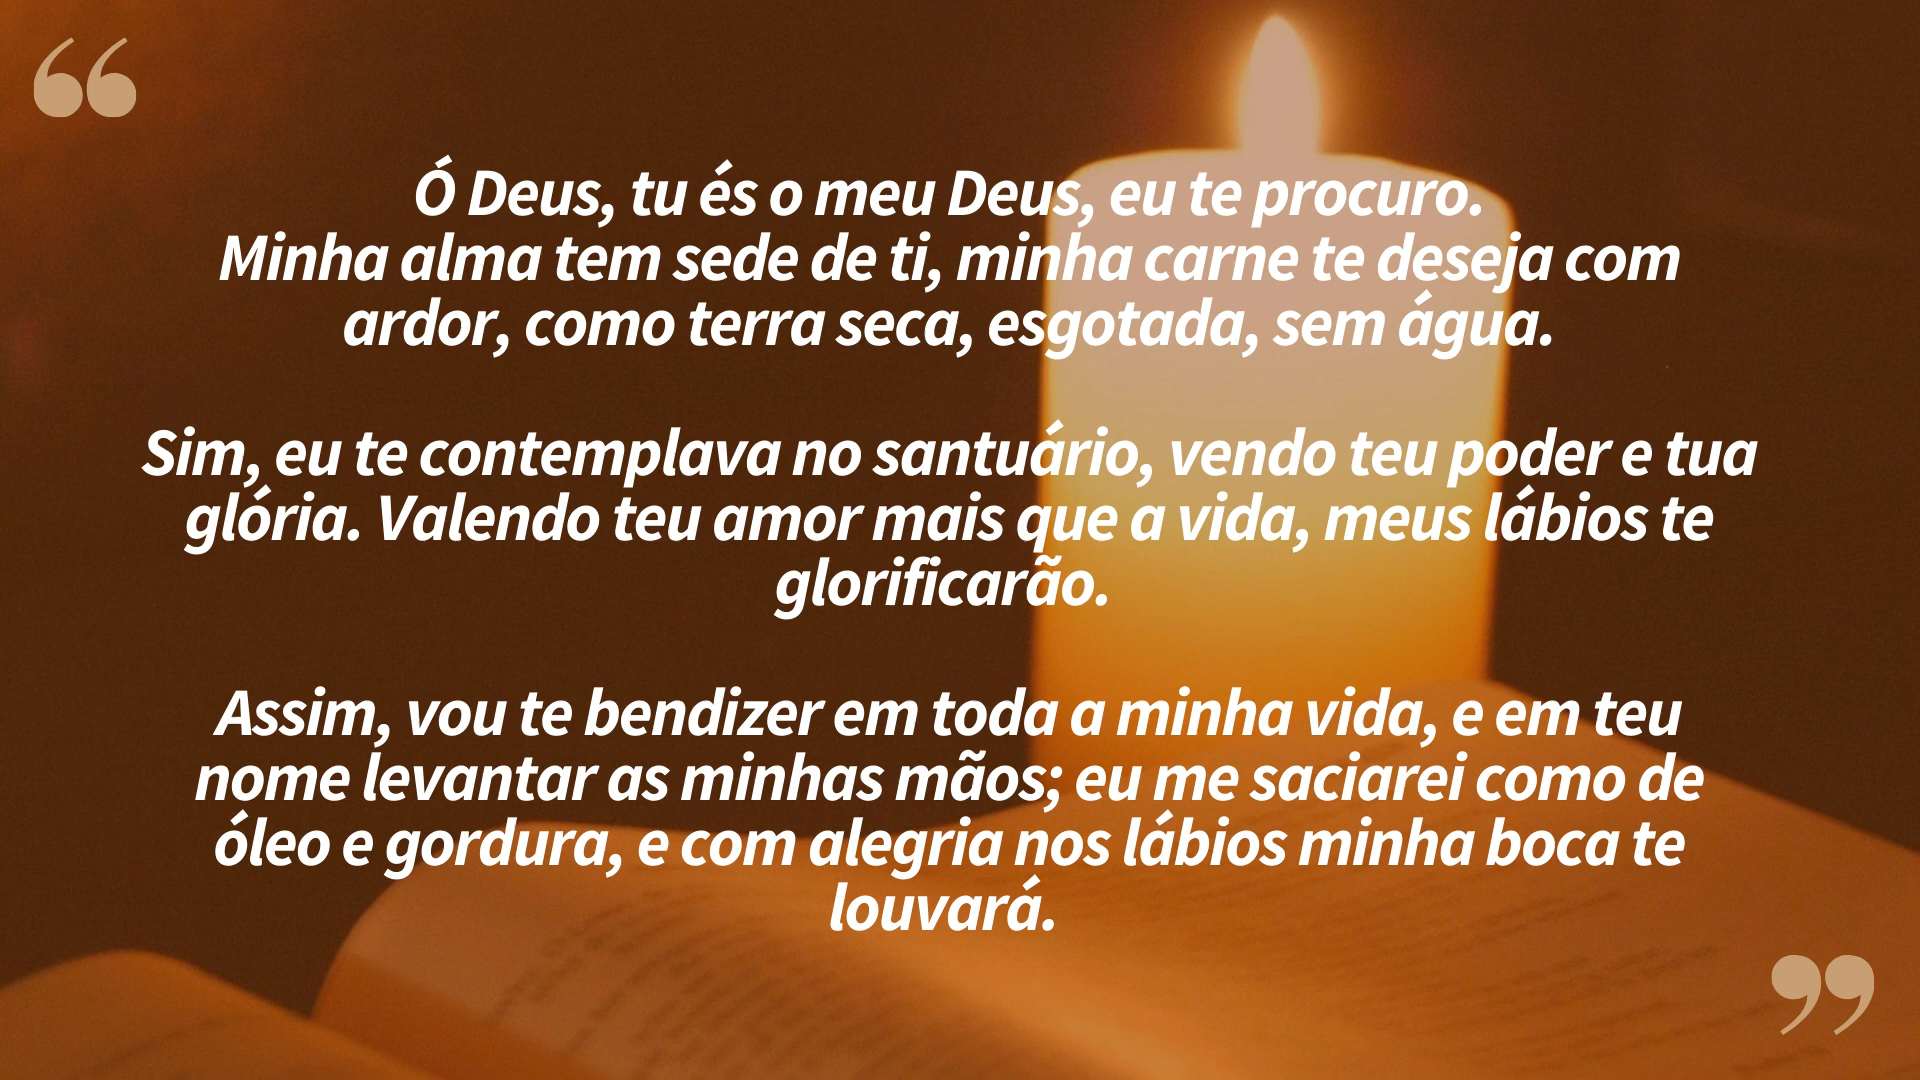 “
Ó Deus, tu és o meu Deus, eu te procuro.
Minha alma tem sede de ti, minha carne te deseja com
ardor, como terra seca, esgotada, sem água.
Sim, eu te contemplava no santuário, vendo teu poder e tua
glória. Valendo teu amor mais que a vida, meus lábios te
glorificarão.
Assim, vou te bendizer em toda a minha vida, e em teu
nome levantar as minhas mãos; eu me saciarei como de
óleo e gordura, e com alegria nos lábios minha boca te
louvará.
”